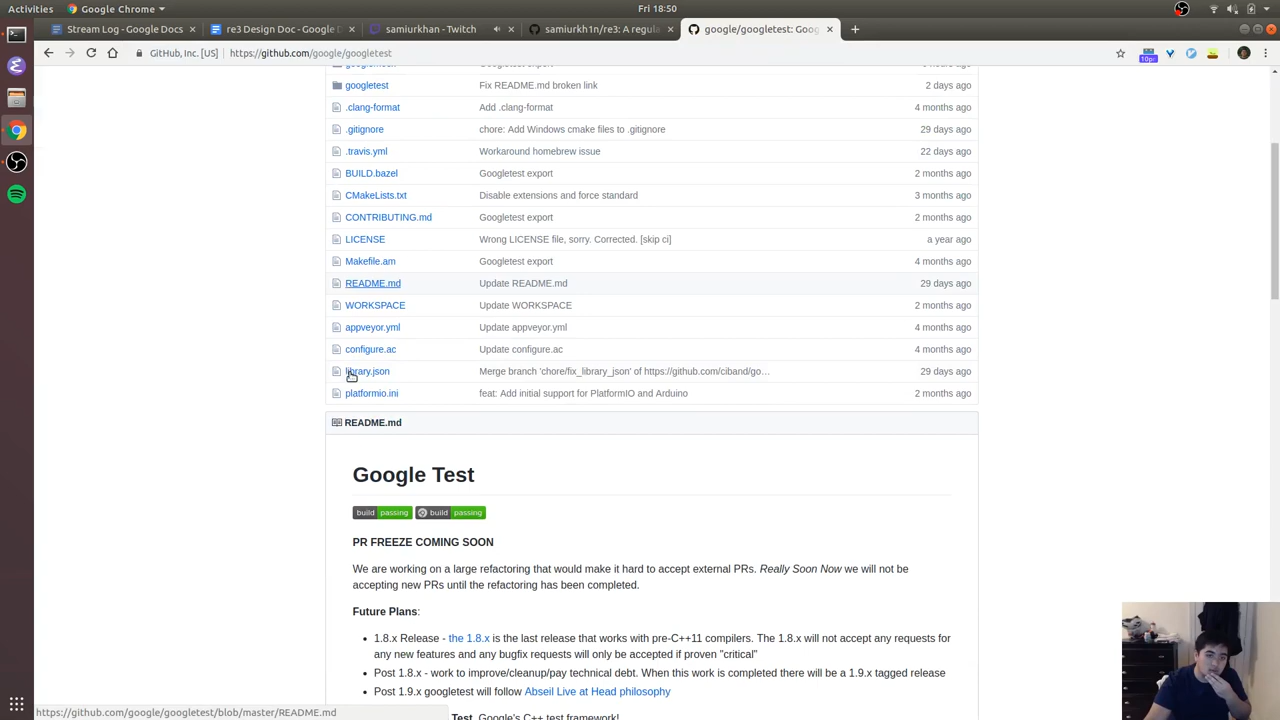 Activities Google Chrome Fri 18:50
Stream Log - Google Docs re3 Design Doc - Google D samiurkhan - Twitch samiurkh1n/re3: A regula google/googletest: Goog
GitHub, Inc. [US] https://github.com/google/googletest
googletest Fix README.md broken link 2 days ago
.clang-format Add .clang-format 4 months ago
.gitignore chore: Add Windows cmake files to .gitignore 29 days ago
.travis.yml Workaround homebrew issue 22 days ago
BUILD.bazel Googletest export 2 months ago
CMakeLists.txt Disable extensions and force standard 3 months ago
CONTRIBUTING.md Googletest export 2 months ago
LICENSE Wrong LICENSE file, sorry. Corrected. [skip ci] a year ago
Makefile.am Googletest export 4 months ago
README.md Update README.md 29 days ago
WORKSPACE Update WORKSPACE 2 months ago
appveyor.yml Update appveyor.yml 4 months ago
configure.ac Update configure.ac 4 months ago
library.json Merge branch 'chore/fix_library_json' of https://github.com/ciband/go… 29 days ago
platformio.ini feat: Add initial support for PlatformIO and Arduino 2 months ago
README.md
Google Test
build passing build passing
PR FREEZE COMING SOON
We are working on a large refactoring that would make it hard to accept external PRs. Really Soon Now we will not be
accepting new PRs until the refactoring has been completed.
Future Plans:
• 1.8.x Release - the 1.8.x is the last release that works with pre-C++11 compilers. The 1.8.x will not accept any requests for
any new features and any bugfix requests will only be accepted if proven "critical"
• Post 1.8.x - work to improve/cleanup/pay technical debt. When this work is completed there will be a 1.9.x tagged release
• Post 1.9.x googletest will follow Abseil Live at Head philosophy
Test, Google's C++ test framework!
https://github.com/google/googletest/blob/master/README.md